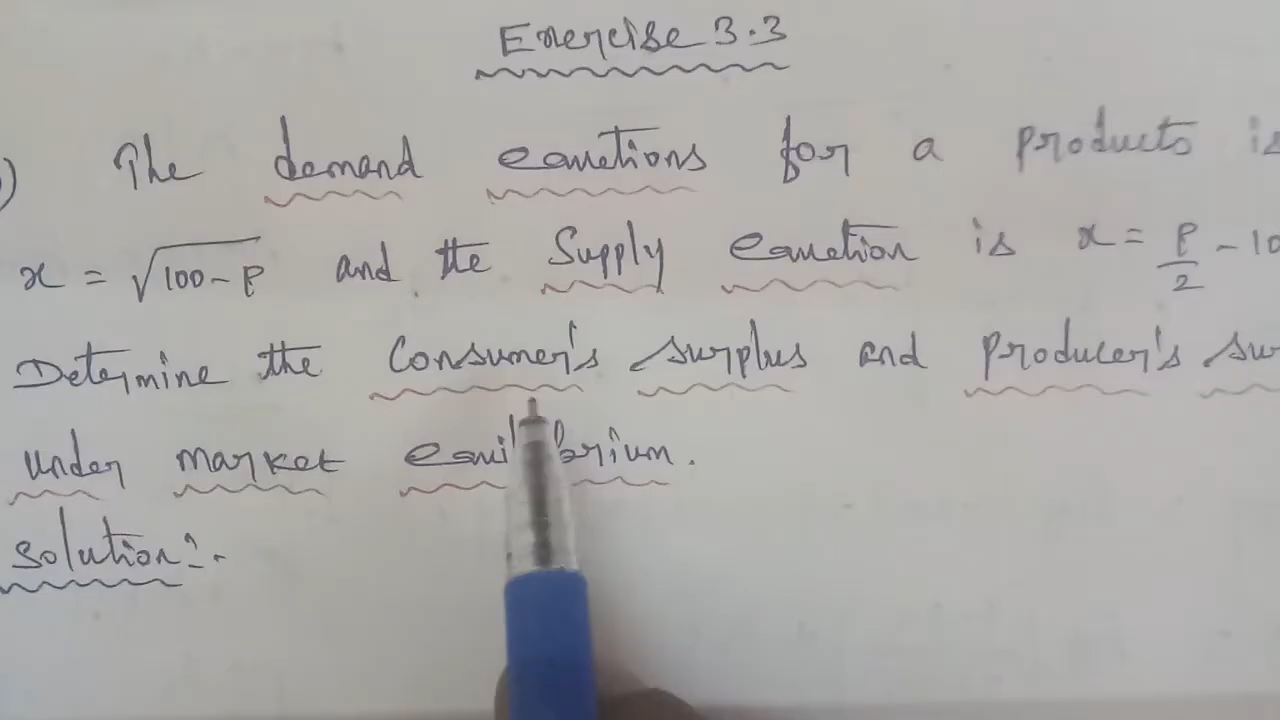 Exercise 3.3
The demand equations for a products is
x = √100-p and the Supply equation is x = p/2 - 10
Determine the Consumer's surplus and producer's sur
under market equilibrium.
Solution:-